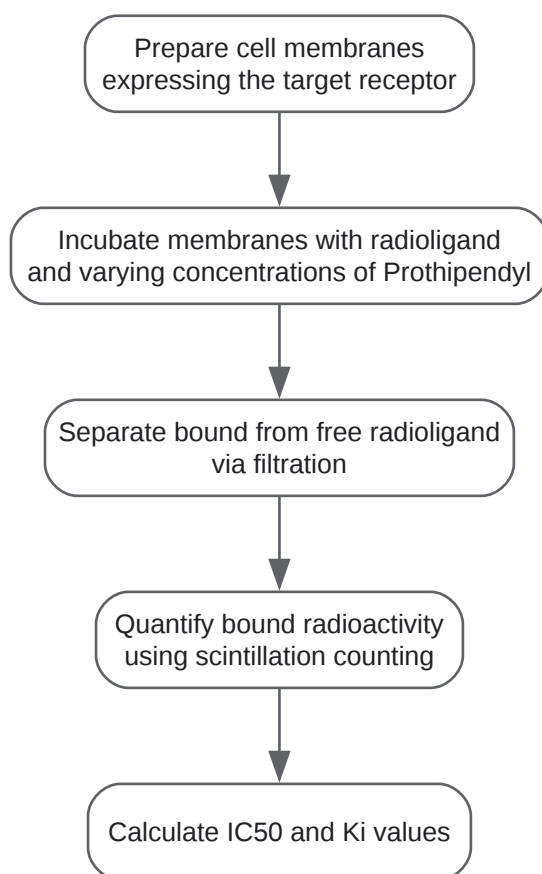 Prepare cell membranes
expressing the target receptor
Incubate membranes with radioligand
and varying concentrations of Prothipendyl
Separate bound from free radioligand
via filtration
Quantify bound radioactivity
using scintillation counting
Calculate IC50 and Ki values